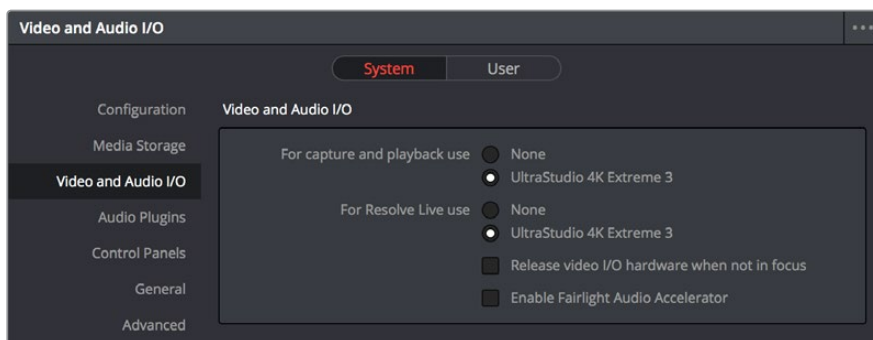 Video and Audio I/O
System
User
Configuration
Media Storage
Video and Audio I/O
Audio Plugins
Control Panels
General
Advanced
Video and Audio I/O
For capture and playback use
None
UltraStudio 4K Extreme 3
For Resolve Live use
None
UltraStudio 4K Extreme 3
Release video I/O hardware when not in focus
Enable Fairlight Audio Accelerator